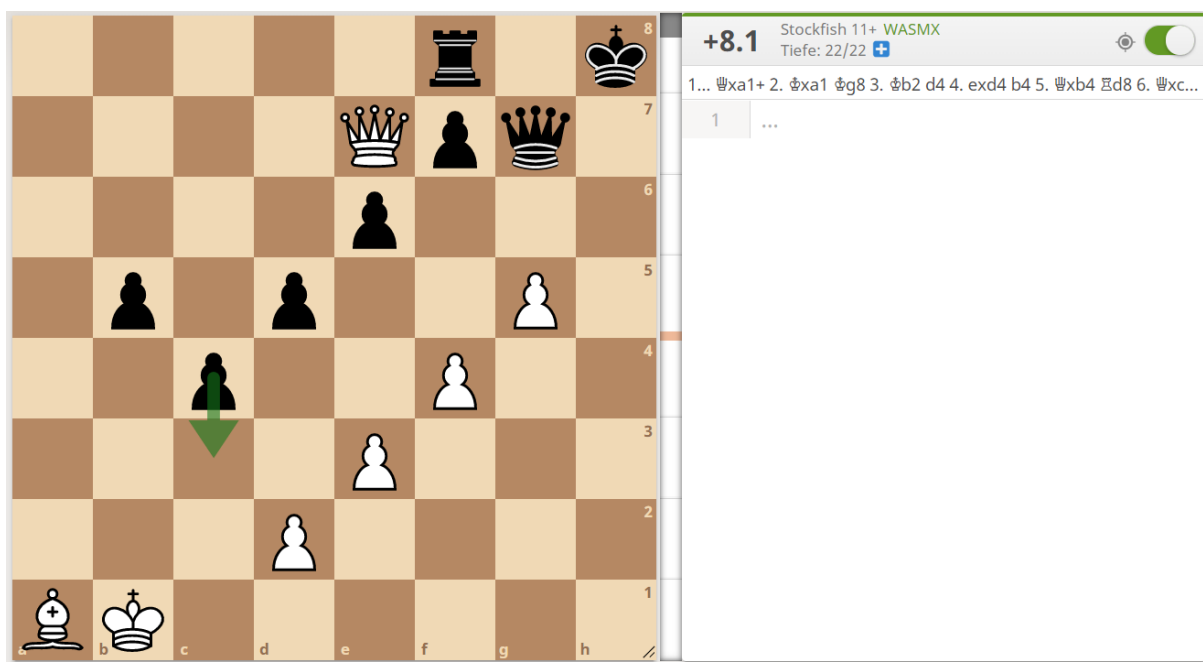 8
7
6
5
4
3
2
1
a b c d e f g h
+8.1
Stockfish 11+ WASMX
Tiefe: 22/22
1... ♕xa1+ 2. ♔xa1 ♔g8 3. ♔b2 d4 4. exd4 b4 5. ♕xb4 ♖d8 6. ♕xc...
1 ...